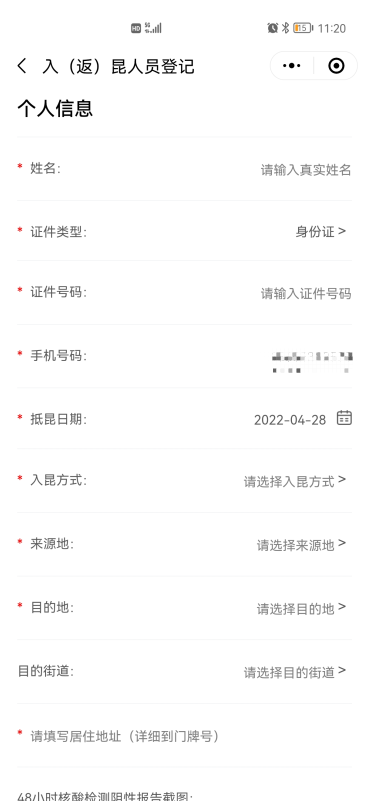 HD 5G 15 11:20
入（返）昆人员登记
个人信息
* 姓名: 请输入真实姓名
* 证件类型: 身份证 >
* 证件号码: 请输入证件号码
* 手机号码:
* 抵昆日期: 2022-04-28
* 入昆方式: 请选择入昆方式 >
* 来源地: 请选择来源地 >
* 目的地: 请选择目的地 >
目的街道: 请选择目的街道 >
* 请填写居住地址（详细到门牌号）
48小时核酸检测阴性报告截图: